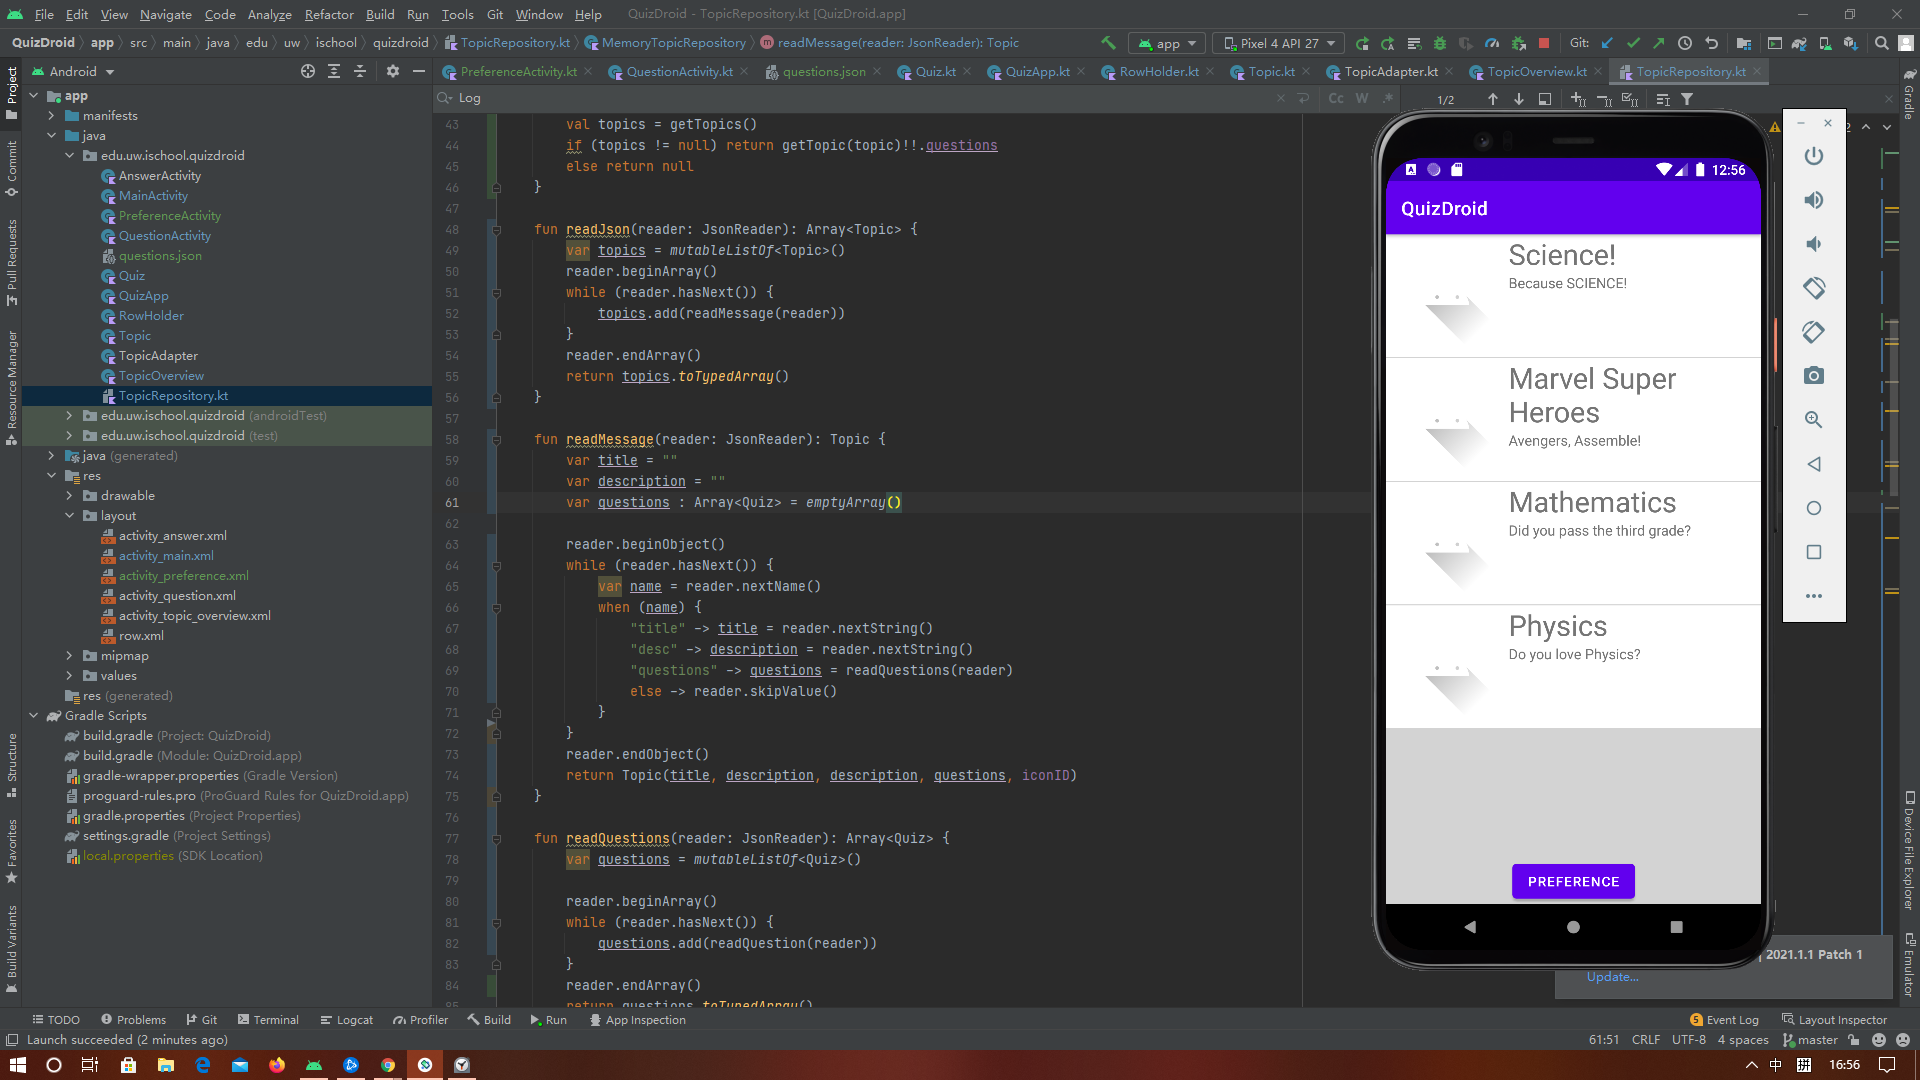 File Edit View Navigate Code Analyze Refactor Build Run Tools Git Window Help QuizDroid - TopicRepository.kt [QuizDroid.app]
QuizDroid app src main java edu uw ischool quizdroid TopicRepository.kt MemoryTopicRepository readMessage(reader: JsonReader): Topic app Pixel 4 API 27 Git:
Android
PreferenceActivity.kt QuestionActivity.kt questions.json Quiz.kt QuizApp.kt RowHolder.kt Topic.kt TopicAdapter.kt TopicOverview.kt TopicRepository.kt
Log Cc W .* 1/2
Project
Commit
Pull Requests
Resource Manager
Structure
Favorites
Build Variants
app
manifests
java
edu.uw.ischool.quizdroid
AnswerActivity
MainActivity
PreferenceActivity
QuestionActivity
questions.json
Quiz
QuizApp
RowHolder
Topic
TopicAdapter
TopicOverview
TopicRepository.kt
edu.uw.ischool.quizdroid (androidTest)
edu.uw.ischool.quizdroid (test)
java (generated)
res
drawable
layout
activity_answer.xml
activity_main.xml
activity_preference.xml
activity_question.xml
activity_topic_overview.xml
row.xml
mipmap
values
res (generated)
Gradle Scripts
build.gradle (Project: QuizDroid)
build.gradle (Module: QuizDroid.app)
gradle-wrapper.properties (Gradle Version)
proguard-rules.pro (ProGuard Rules for QuizDroid.app)
gradle.properties (Project Properties)
settings.gradle (Project Settings)
local.properties (SDK Location)
43 val topics = getTopics()
44 if (topics != null) return getTopic(topic)!!.questions
45 else return null
46 }
47
48 fun readJson(reader: JsonReader): Array<Topic> {
49 var topics = mutableListOf<Topic>()
50 reader.beginArray()
51 while (reader.hasNext()) {
52 topics.add(readMessage(reader))
53 }
54 reader.endArray()
55 return topics.toTypedArray()
56 }
57
58 fun readMessage(reader: JsonReader): Topic {
59 var title = ""
60 var description = ""
61 var questions : Array<Quiz> = emptyArray()
62
63 reader.beginObject()
64 while (reader.hasNext()) {
65 var name = reader.nextName()
66 when (name) {
67 "title" -> title = reader.nextString()
68 "desc" -> description = reader.nextString()
69 "questions" -> questions = readQuestions(reader)
70 else -> reader.skipValue()
71 }
72 }
73 reader.endObject()
74 return Topic(title, description, description, questions, iconID)
75 }
76
77 fun readQuestions(reader: JsonReader): Array<Quiz> {
78 var questions = mutableListOf<Quiz>()
79
80 reader.beginArray()
81 while (reader.hasNext()) {
82 questions.add(readQuestion(reader))
83 }
84 reader.endArray()
85 return questions.toTypedArray()
12:56
QuizDroid
Science!
Because SCIENCE!
Marvel Super
Heroes
Avengers, Assemble!
Mathematics
Did you pass the third grade?
Physics
Do you love Physics?
PREFERENCE
2
2021.1.1 Patch 1
Update...
Gradle
Device File Explorer
Emulator
TODO Problems Git Terminal Logcat Profiler Build Run App Inspection 5 Event Log Layout Inspector
Launch succeeded (2 minutes ago) 61:51 CRLF UTF-8 4 spaces master
中 拼 16:56